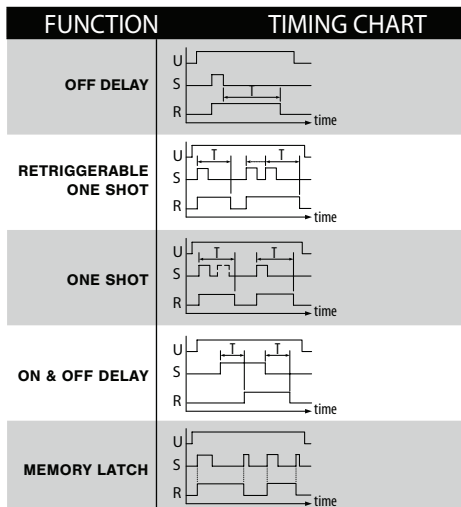 FUNCTION TIMING CHART
OFF DELAY
U
S
T
R
time
RETRIGGERABLE
ONE SHOT
U
T T
S
R
time
ONE SHOT
U
T T
S
R
time
ON & OFF DELAY
U
T T
S
R
time
MEMORY LATCH
U
S
R
time